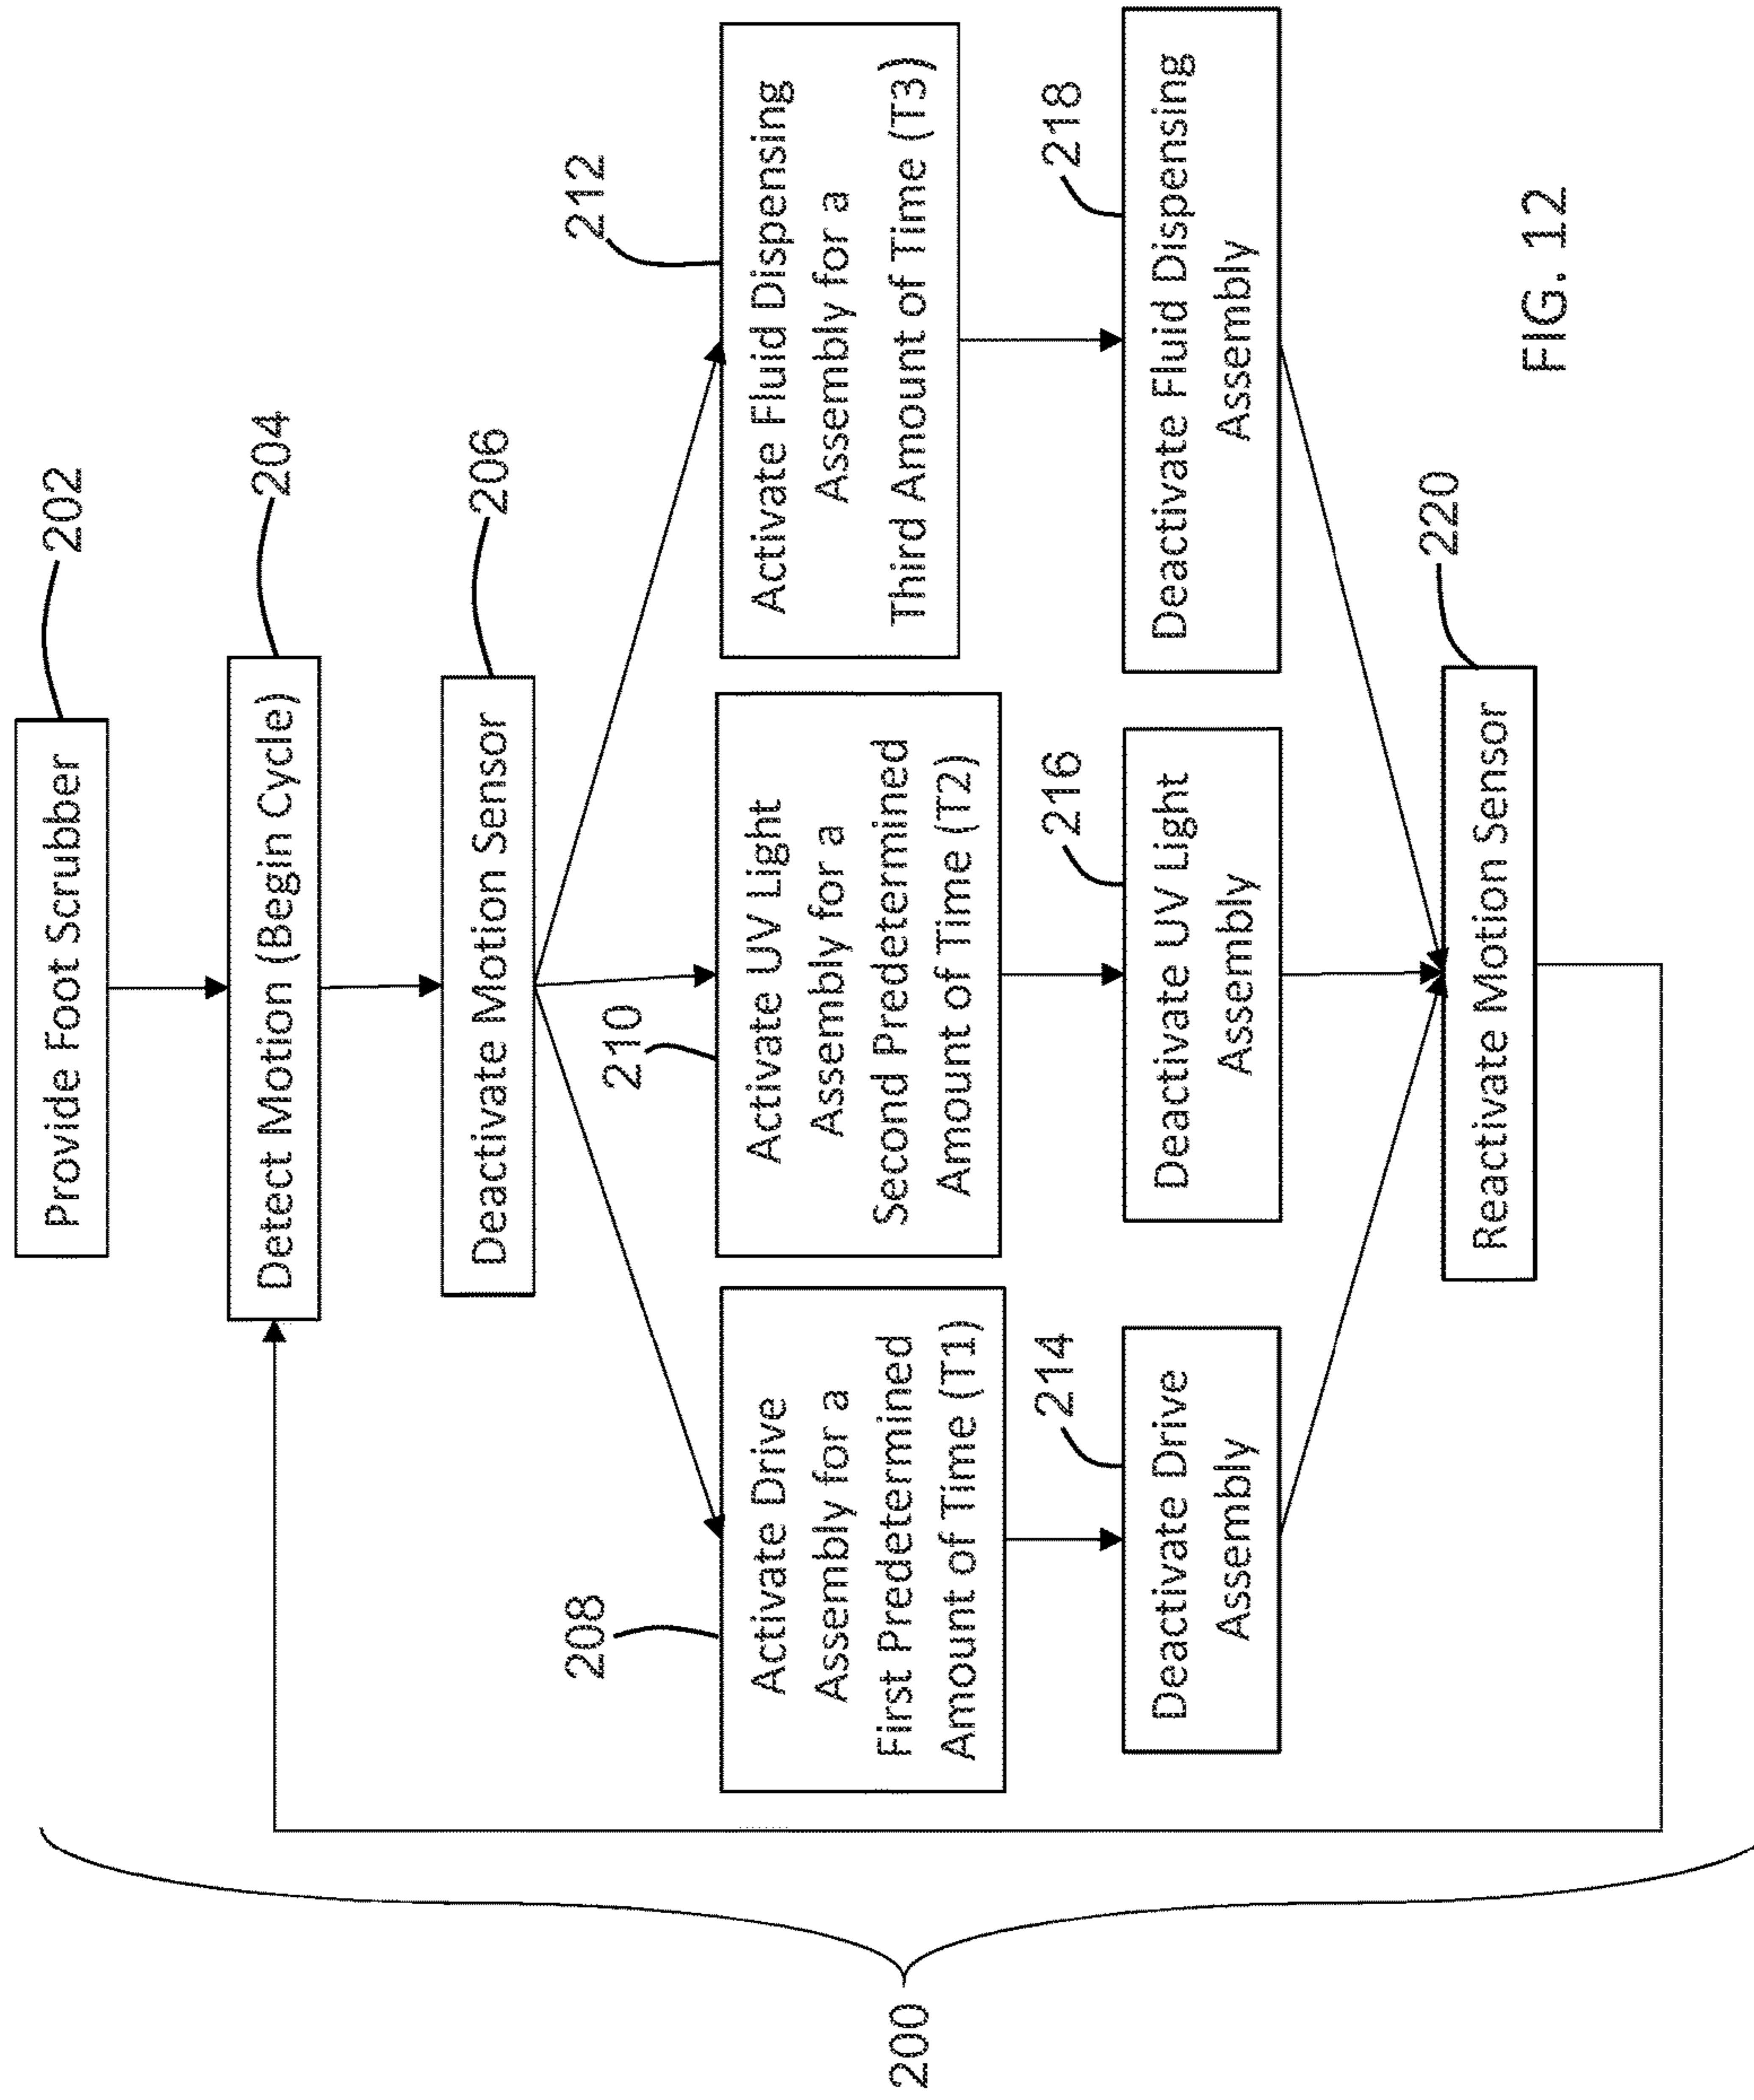 Provide Foot Scrubber
202
Detect Motion (Begin Cycle)
204
Deactivate Motion Sensor
206
208
Activate Drive
Assembly for a
First Predetermined
Amount of Time (T1)
210
Activate UV Light
Assembly for a
Second Predetermined
Amount of Time (T2)
212
Activate Fluid Dispensing
Assembly for a
Third Amount of Time (T3)
214
Deactivate Drive
Assembly
216
Deactivate UV Light
Assembly
218
Deactivate Fluid Dispensing
Assembly
Reactivate Motion Sensor
220
200
FIG. 12